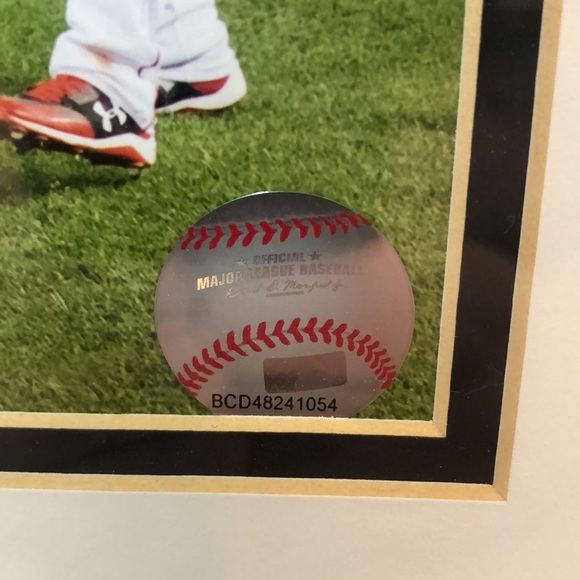 ★ OFFICIAL ★
MAJOR LEAGUE BASEBALL
BCD48241054